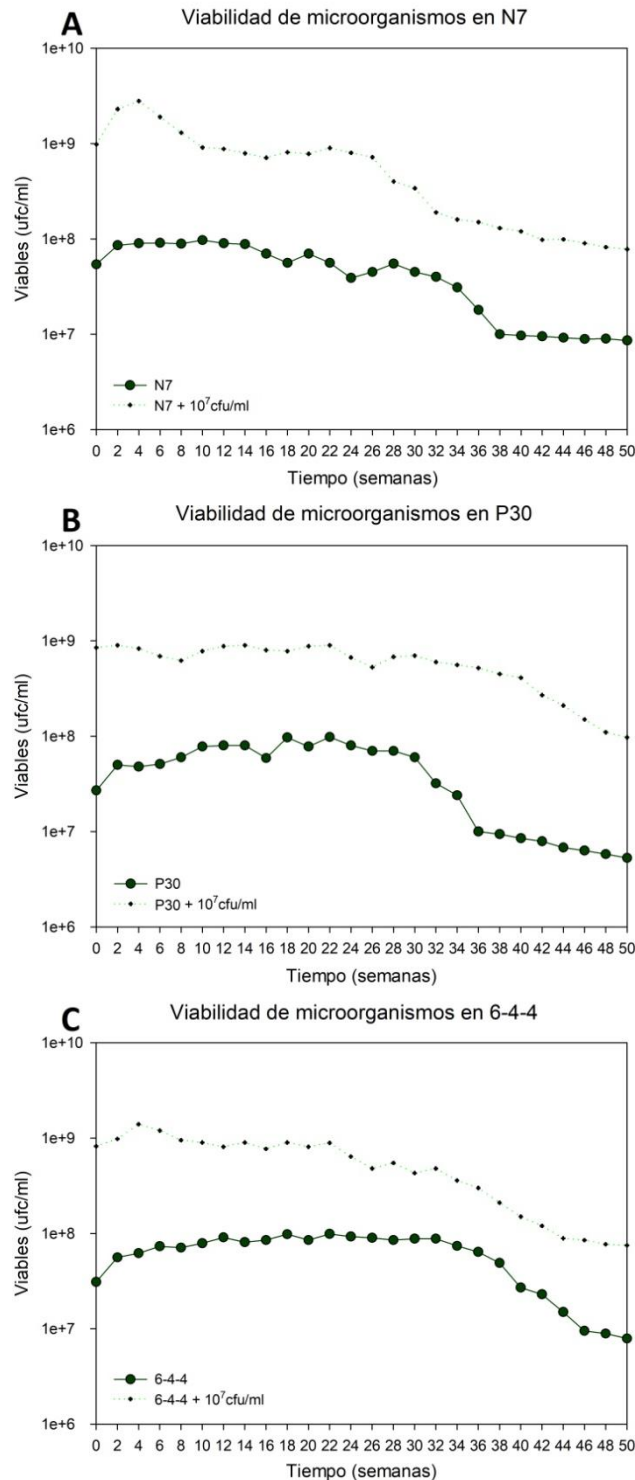 A
Viabilidad de microorganismos en N7
1e+10
1e+9
1e+8
1e+7
1e+6
Viables (ufc/ml)
N7
N7 + 10⁷cfu/ml
0 2 4 6 8 10 12 14 16 18 20 22 24 26 28 30 32 34 36 38 40 42 44 46 48 50
Tiempo (semanas)
B
Viabilidad de microorganismos en P30
1e+10
1e+9
1e+8
1e+7
1e+6
Viables (ufc/ml)
P30
P30 + 10⁷cfu/ml
0 2 4 6 8 10 12 14 16 18 20 22 24 26 28 30 32 34 36 38 40 42 44 46 48 50
Tiempo (semanas)
C
Viabilidad de microorganismos en 6-4-4
1e+10
1e+9
1e+8
1e+7
1e+6
Viables (ufc/ml)
6-4-4
6-4-4 + 10⁷cfu/ml
0 2 4 6 8 10 12 14 16 18 20 22 24 26 28 30 32 34 36 38 40 42 44 46 48 50
Tiempo (semanas)